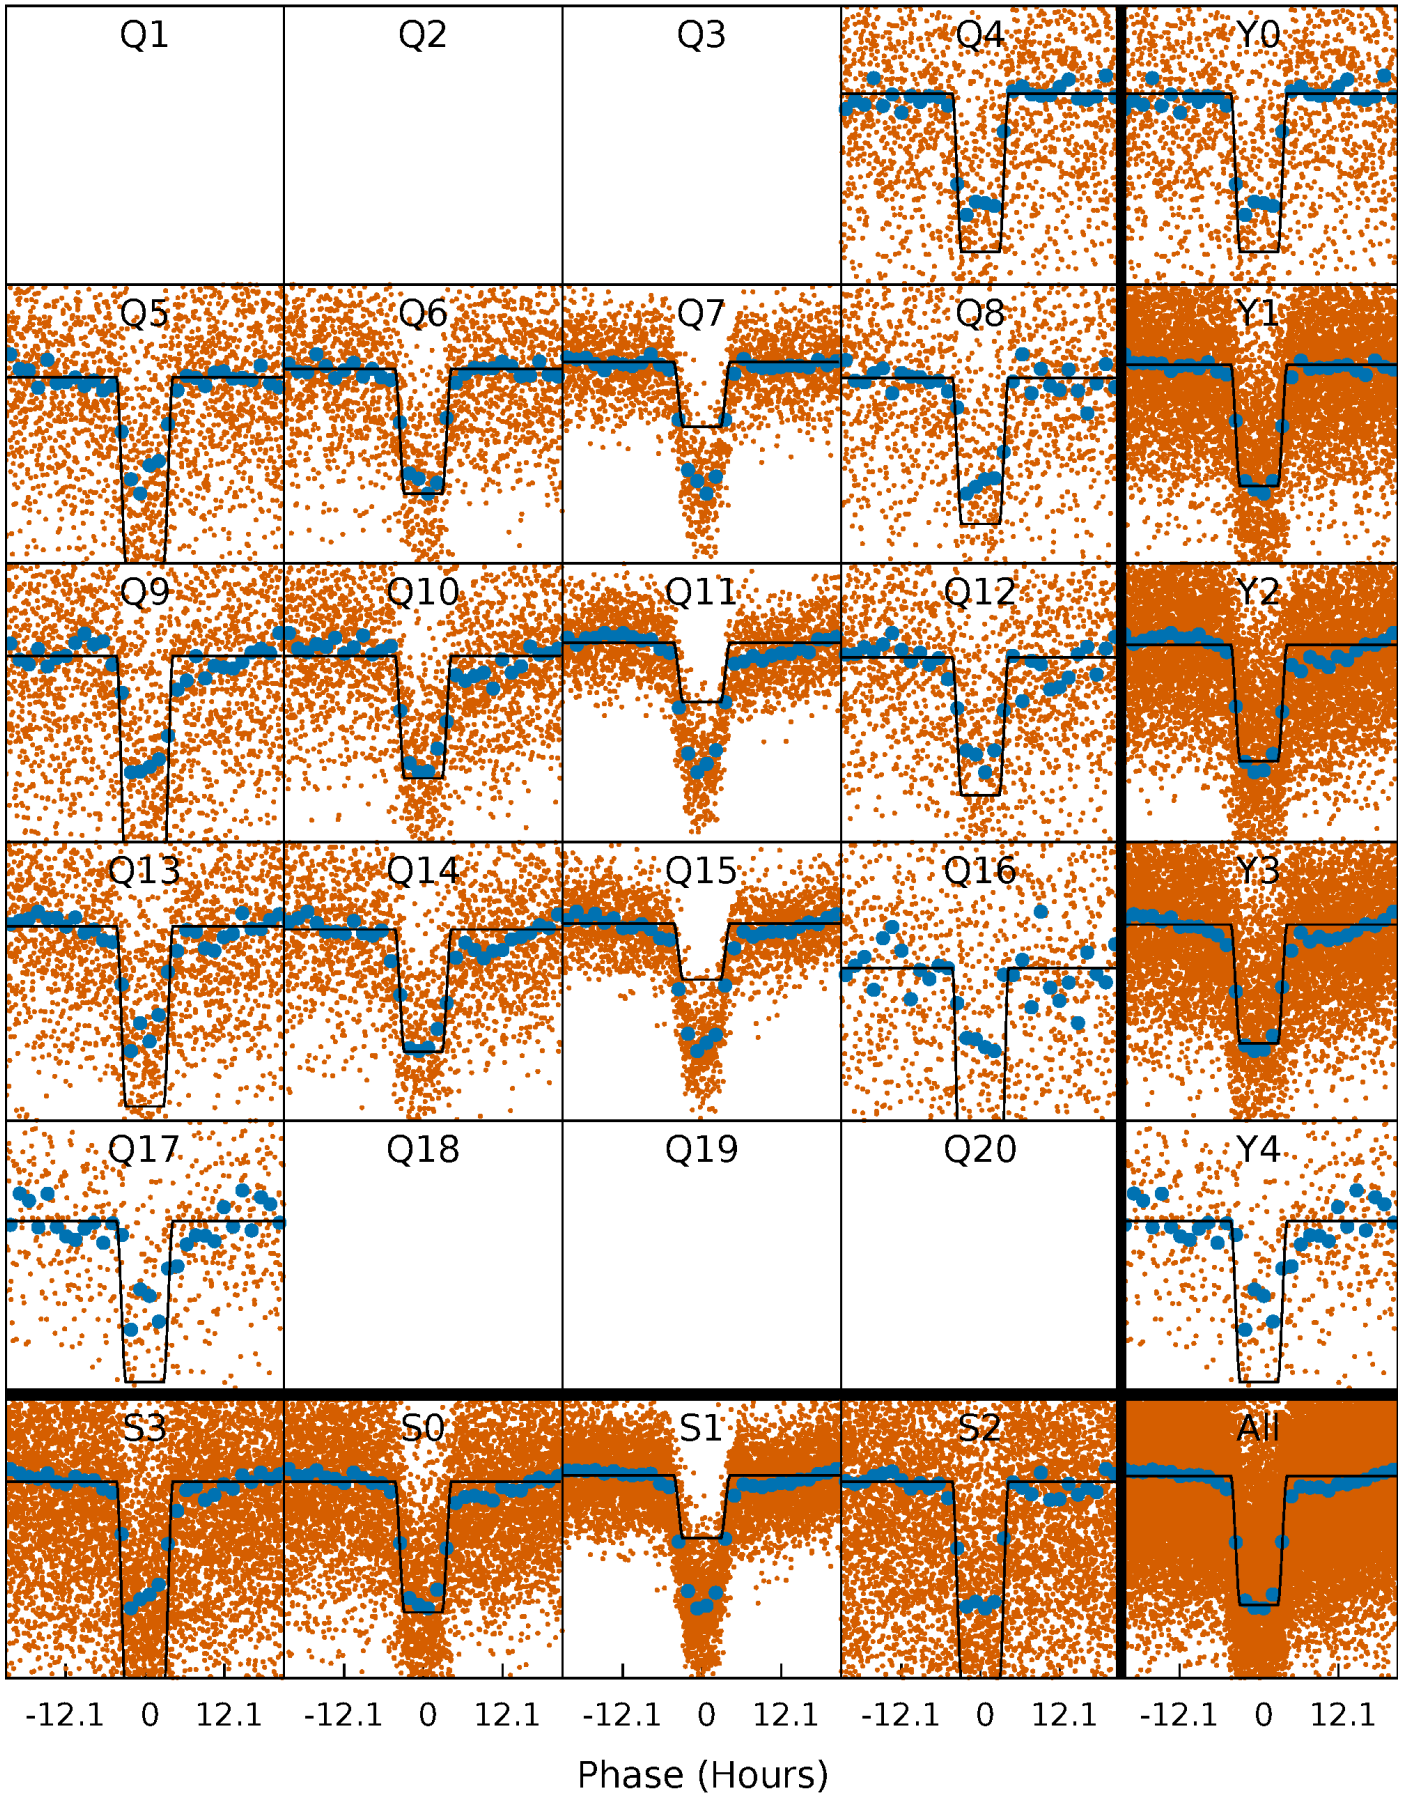 Q1 Q2 Q3 Q4 Y0
Q5 Q6 Q7 Q8 Y1
Q9 Q10 Q11 Q12 Y2
Q13 Q14 Q15 Q16 Y3
Q17 Q18 Q19 Q20 Y4
S3 S0 S1 S2 All
-12.1 0 12.1 -12.1 0 12.1 -12.1 0 12.1 -12.1 0 12.1 -12.1 0 12.1
Phase (Hours)